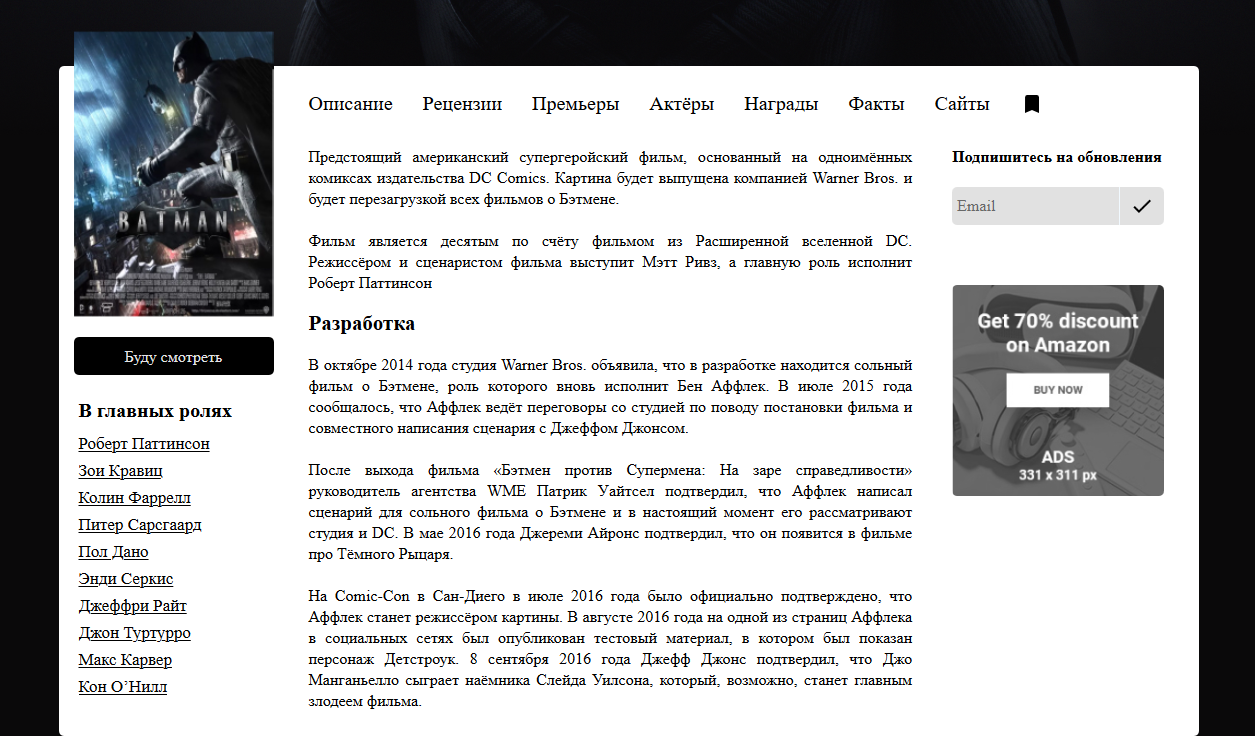 THE
BATMAN
Буду смотреть
В главных ролях
Роберт Паттинсон
Зои Кравиц
Колин Фаррелл
Питер Сарсгаард
Пол Дано
Энди Серкис
Джеффри Райт
Джон Туртурро
Макс Карвер
Кон О’Нилл
Описание Рецензии Премьеры Актёры Награды Факты Сайты
Предстоящий американский супергеройский фильм, основанный на одноимённых
комиксах издательства DC Comics. Картина будет выпущена компанией Warner Bros. и
будет перезагрузкой всех фильмов о Бэтмене.
Фильм является десятым по счёту фильмом из Расширенной вселенной DC.
Режиссёром и сценаристом фильма выступит Мэтт Ривз, а главную роль исполнит
Роберт Паттинсон
Разработка
В октябре 2014 года студия Warner Bros. объявила, что в разработке находится сольный
фильм о Бэтмене, роль которого вновь исполнит Бен Аффлек. В июле 2015 года
сообщалось, что Аффлек ведёт переговоры со студией по поводу постановки фильма и
совместного написания сценария с Джеффом Джонсом.
После выхода фильма «Бэтмен против Супермена: На заре справедливости»
руководитель агентства WME Патрик Уайтсел подтвердил, что Аффлек написал
сценарий для сольного фильма о Бэтмене и в настоящий момент его рассматривают
студия и DC. В мае 2016 года Джереми Айронс подтвердил, что он появится в фильме
про Тёмного Рыцаря.
На Comic-Con в Сан-Диего в июле 2016 года было официально подтверждено, что
Аффлек станет режиссёром картины. В августе 2016 года на одной из страниц Аффлека
в социальных сетях был опубликован тестовый материал, в котором был показан
персонаж Детстроук. 8 сентября 2016 года Джефф Джонс подтвердил, что Джо
Манганьелло сыграет наёмника Слейда Уилсона, который, возможно, станет главным
злодеем фильма.
Подпишитесь на обновления
Email
Get 70% discount
on Amazon
BUY NOW
ADS
331 x 311 px